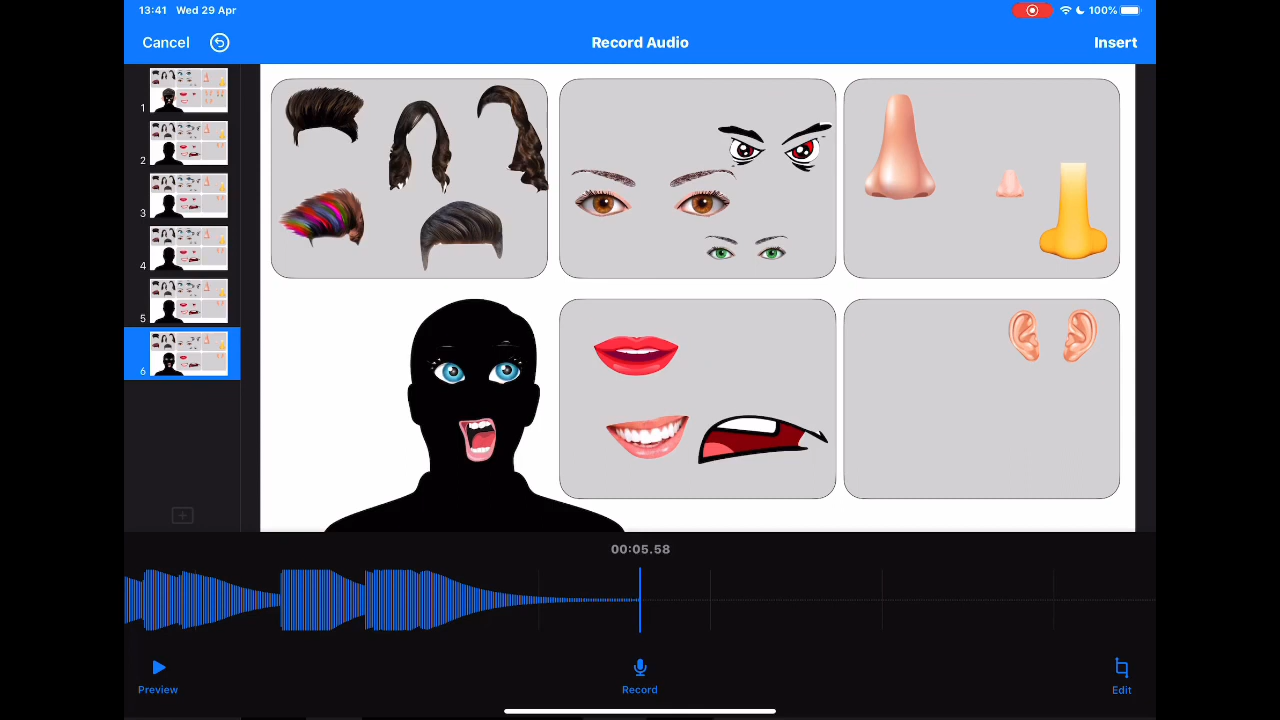 13:41 Wed 29 Apr
100%
Cancel
Record Audio
Insert
1
2
3
4
5
6
00:05.58
Preview
Record
Edit